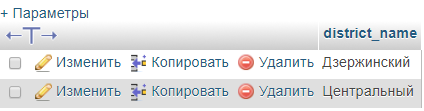 + Параметры
←T→ district_name
Изменить Копировать Удалить Дзержинский
Изменить Копировать Удалить Центральный